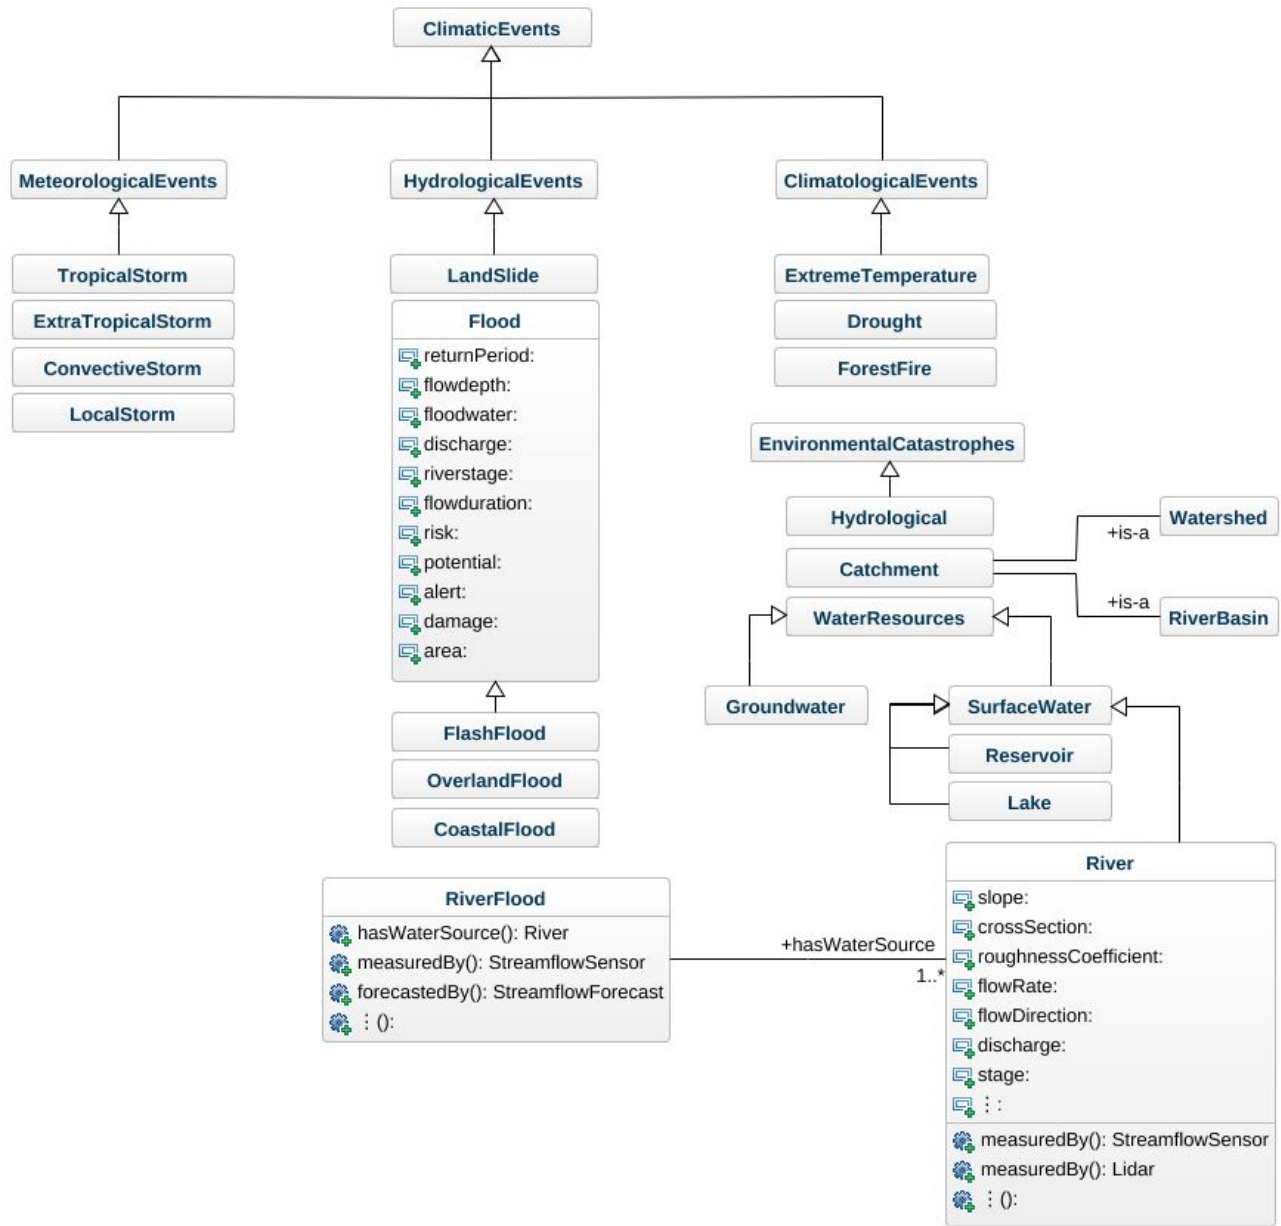 ClimaticEvents
MeteorologicalEvents
HydrologicalEvents
ClimatologicalEvents
TropicalStorm
ExtraTropicalStorm
ConvectiveStorm
LocalStorm
LandSlide
Flood
returnPeriod:
flowdepth:
floodwater:
discharge:
riverstage:
flowduration:
risk:
potential:
alert:
damage:
area:
FlashFlood
OverlandFlood
CoastalFlood
ExtremeTemperature
Drought
ForestFire
EnvironmentalCatastrophes
Hydrological
Catchment
WaterResources
+is-a
Watershed
+is-a
RiverBasin
Groundwater
SurfaceWater
Reservoir
Lake
RiverFlood
hasWaterSource(): River
measuredBy(): StreamflowSensor
forecastedBy(): StreamflowForecast
⋮ ():
+hasWaterSource
1..*
River
slope:
crossSection:
roughnessCoefficient:
flowRate:
flowDirection:
discharge:
stage:
⋮ :
measuredBy(): StreamflowSensor
measuredBy(): Lidar
⋮ ():